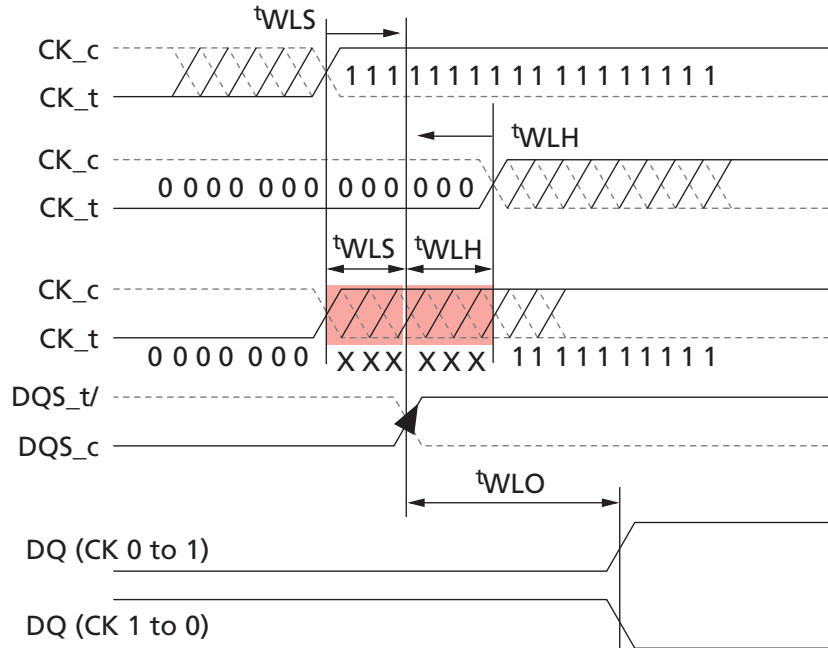 tWLS
CK_c
1 1 1 1 1 1 1 1 1 1 1 1 1 1 1 1
CK_t
tWLH
CK_c
0 0 0 0 0 0 0 0 0 0 0 0 0
CK_t
tWLS tWLH
CK_c
CK_t
0 0 0 0 0 0 0 X X X X X X 1 1 1 1 1 1 1 1 1
DQS_t/
DQS_c
tWLO
DQ (CK 0 to 1)
DQ (CK 1 to 0)